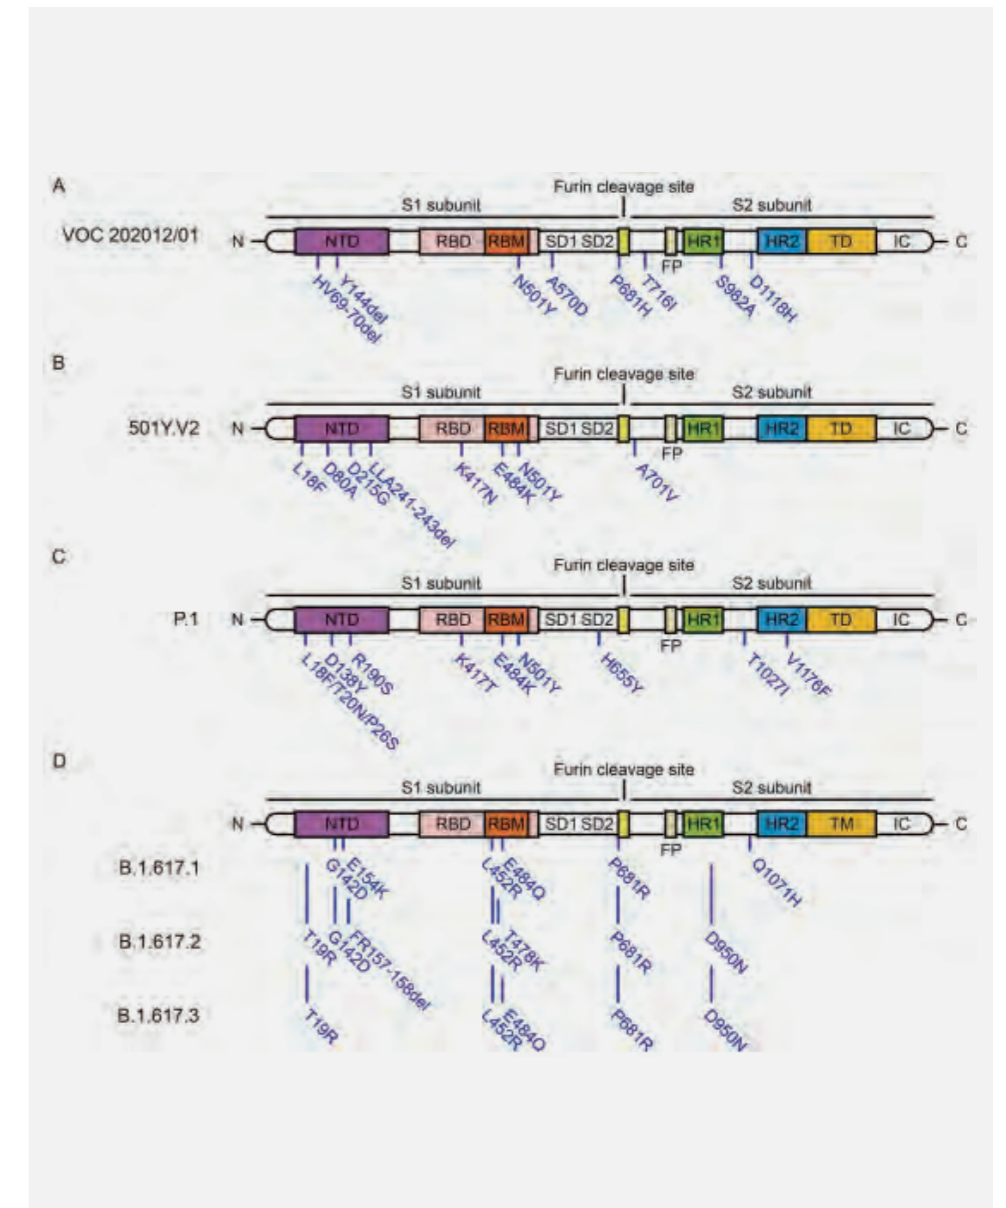 A
Furin cleavage site
S1 subunit
S2 subunit
VOC 202012/01
N
NTD
RBD
RBM
SD1 SD2
FP
HR1
HR2
TD
IC
C
HV69-70del
Y144del
N501Y
A570D
P681H
T716I
S982A
D1118H
B
Furin cleavage site
S1 subunit
S2 subunit
501Y.V2
N
NTD
RBD
RBM
SD1 SD2
FP
HR1
HR2
TD
IC
C
L18F
D80A
D215G
LLA241-243del
K417N
E484K
N501Y
A701V
C
Furin cleavage site
S1 subunit
S2 subunit
P.1
N
NTD
RBD
RBM
SD1 SD2
FP
HR1
HR2
TD
IC
C
L18F/T20N/P26S
D138Y
R190S
K417T
E484K
N501Y
H655Y
T1027I
V1176F
D
Furin cleavage site
S1 subunit
S2 subunit
N
NTD
RBD
RBM
SD1 SD2
FP
HR1
HR2
TM
IC
C
B.1.617.1
G142D
E154K
L452R
E484Q
P681R
Q1071H
B.1.617.2
T19R
G142D
FR157-158del
L452R
T478K
P681R
D950N
B.1.617.3
T19R
L452R
E484Q
P681R
D950N